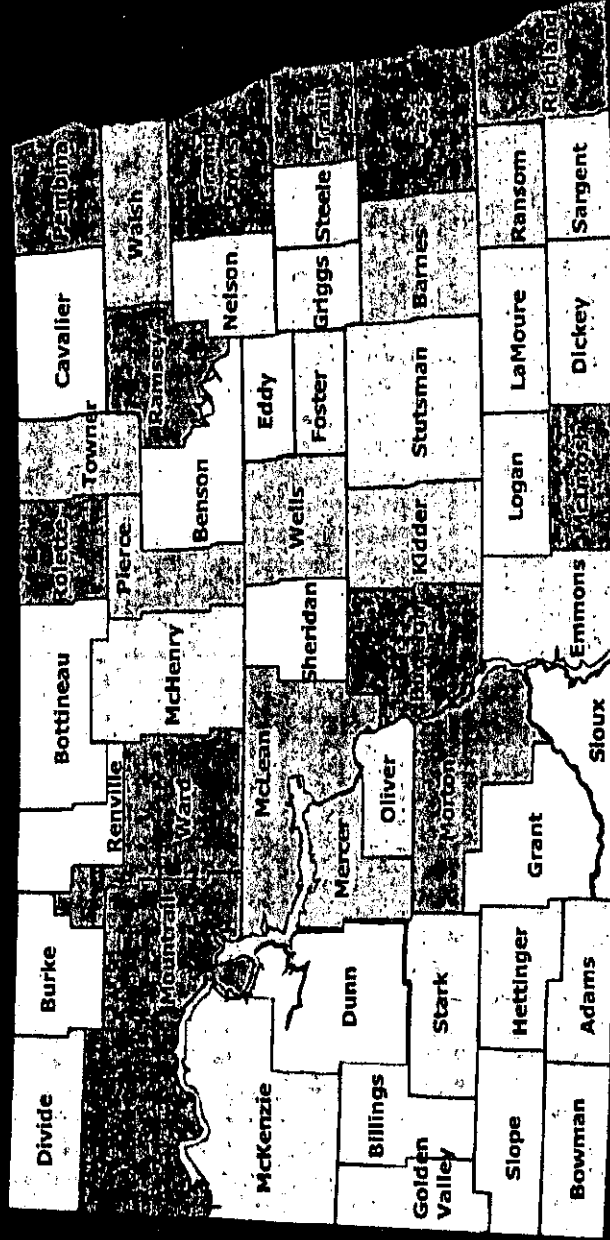 Divide
Burke
Renville
Bottineau
Rolette
Towner
Cavalier
Pembina
Mountrail
Ward
McHenry
Pierce
Benson
Ramsey
Walsh
Nelson
McKenzie
Dunn
Mercer
McLean
Oliver
Sheridan
Wells
Eddy
Foster
Griggs
Steele
Traill
Golden
Valley
Billings
Stark
Morton
Kidder
Stutsman
Barnes
Slope
Hettinger
Grant
Bowman
Adams
Sioux
Emmons
Logan
McIntosh
LaMoure
Dickey
Ransom
Sargent
Richland